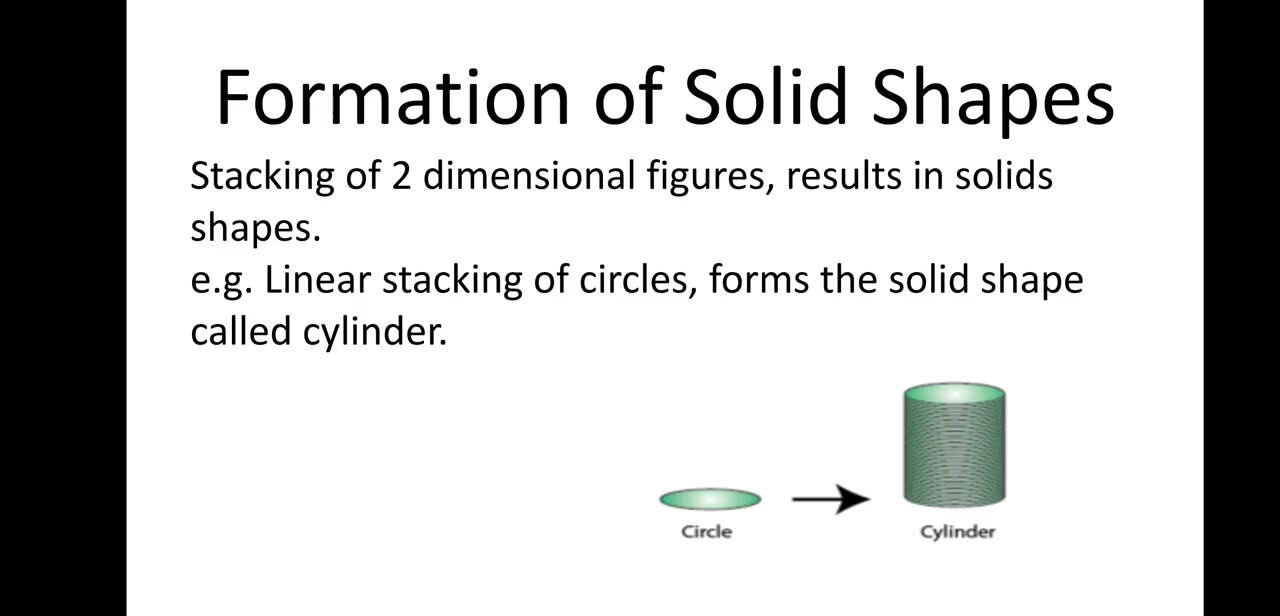 Formation of Solid Shapes
Stacking of 2 dimensional figures, results in solids
shapes.
e.g. Linear stacking of circles, forms the solid shape
called cylinder.
Circle
Cylinder